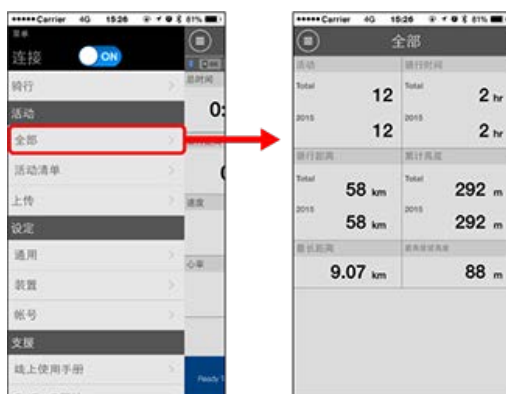 Carrier 4G 15:26 81%
菜单
连接 ON
骑行
活动
全部
活动清单
上传
设定
通用
装置
帐号
支援
线上使用手册
总时间
0:
速度
心率
Ready T
Carrier 4G 15:26 81%
全部
活动 骑行时间
Total 12 Total 2 hr
2015 12 2015 2 hr
骑行距离 累计高度
Total 58 km Total 292 m
2015 58 km 2015 292 m
最长距离
9.07 km 88 m